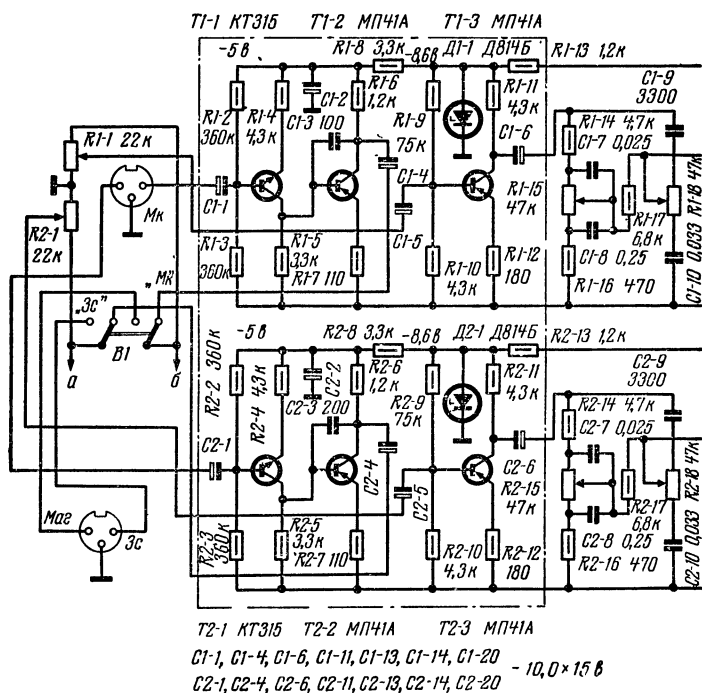 Т1-1 КТ315 Т1-2 МП41А Т1-3 МП41А
-5 в R1-8 3,3к -8,6в Д1-1 Д814Б R1-13 1,2к
R1-2 360к
R1-4 4,3к
C1-2
C1-3 100
R1-6 1,2к
R1-9 75к
R1-11 4,3к
C1-6
C1-9 3300
R1-14 4,7к
C1-7 0,025
R1-1 22к
C1-4
R1-15 47к
R1-18 47к
Мк
C1-1
C1-5
R1-17 6,8к
R2-1 22к
R1-3 360к
R1-5 3,3к
R1-7 110
R1-10 4,3к
R1-12 180
C1-8 0,25
R1-16 470
C1-10 0,033
„Зс"
„Мк
В1
а
б
-5 в R2-8 3,3к -8,6в Д2-1 Д814Б R2-13 1,2к
R2-2 360к
R2-4 4,3к
C2-2
C2-3 200
R2-6 1,2к
R2-9 75к
R2-11 4,3к
C2-9 3300
R2-14 4,7к
C2-7 0,025
C2-1
C2-4
C2-5
C2-6
R2-15 47к
R2-18 47к
Маг
Зс
R2-3 360к
R2-5 3,3к
R2-7 110
R2-10 4,3к
R2-12 180
R2-17 6,8к
C2-8 0,25
R2-16 470
C2-10 0,033
Т2-1 КТ315 Т2-2 МП41А Т2-3 МП41А
C1-1, C1-4, C1-6, C1-11, C1-13, C1-14, C1-20
C2-1, C2-4, C2-6, C2-11, C2-13, C2-14, C2-20
- 10,0×15 в